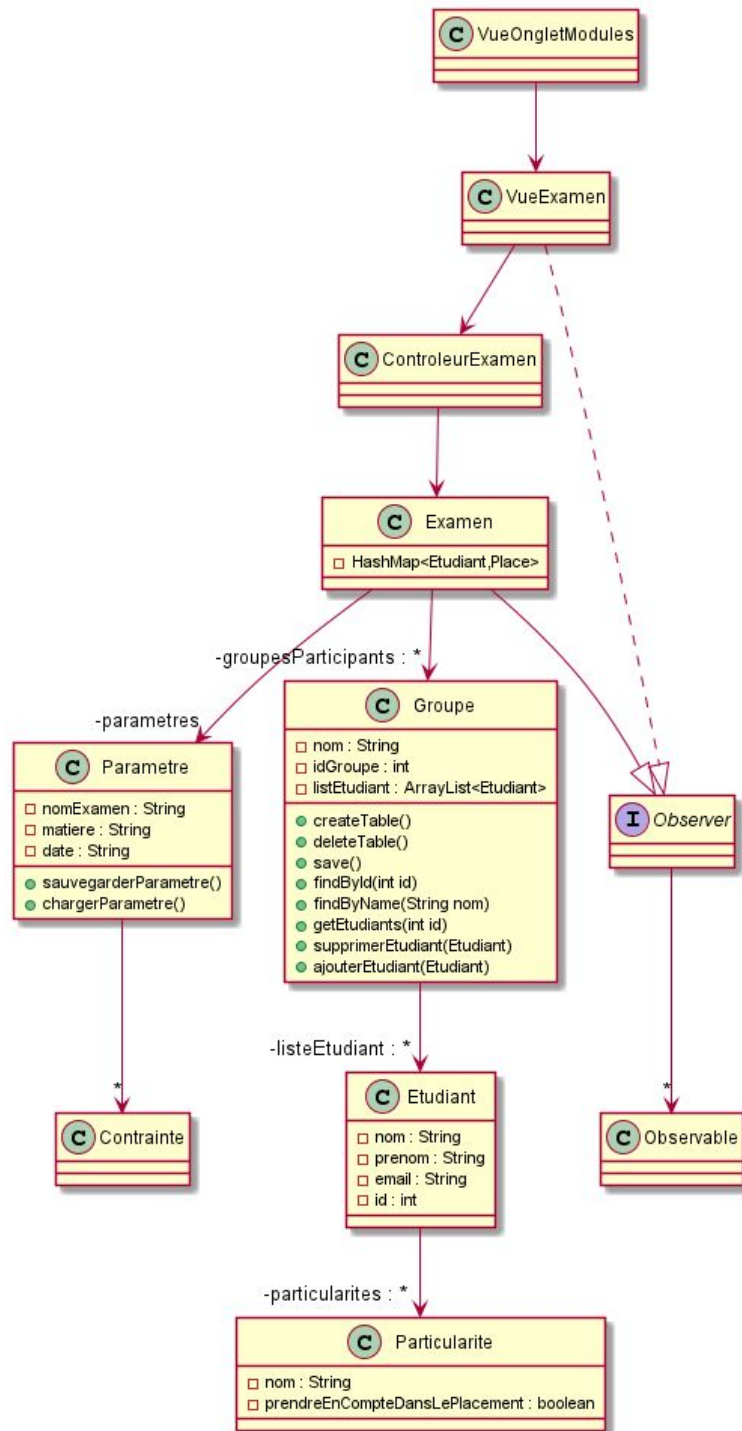 C VueOngletModules
C VueExamen
C ControleurExamen
C Examen
HashMap<Etudiant,Place>
-groupesParticipants : *
-parametres
C Groupe
nom : String
idGroupe : int
listEtudiant : ArrayList<Etudiant>
createTable()
deleteTable()
save()
findById(int id)
findByName(String nom)
getEtudiants(int id)
supprimerEtudiant(Etudiant)
ajouterEtudiant(Etudiant)
C Parametre
nomExamen : String
matiere : String
date : String
sauvegarderParametre()
chargerParametre()
I Observer
-listeEtudiant : *
*
*
C Contrainte
C Etudiant
nom : String
prenom : String
email : String
id : int
C Observable
-particularites : *
C Particularite
nom : String
prendreEnCompteDansLePlacement : boolean